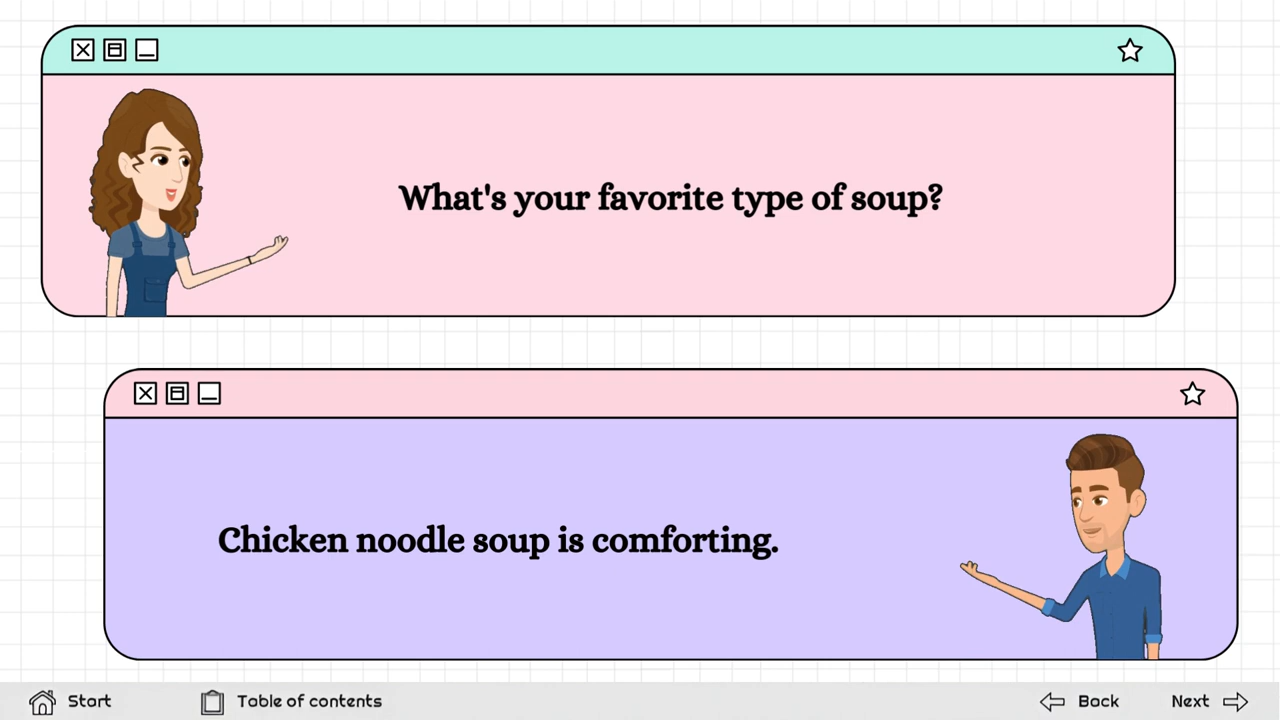 What's your favorite type of soup?
Chicken noodle soup is comforting.
Start
Table of contents
Back
Next